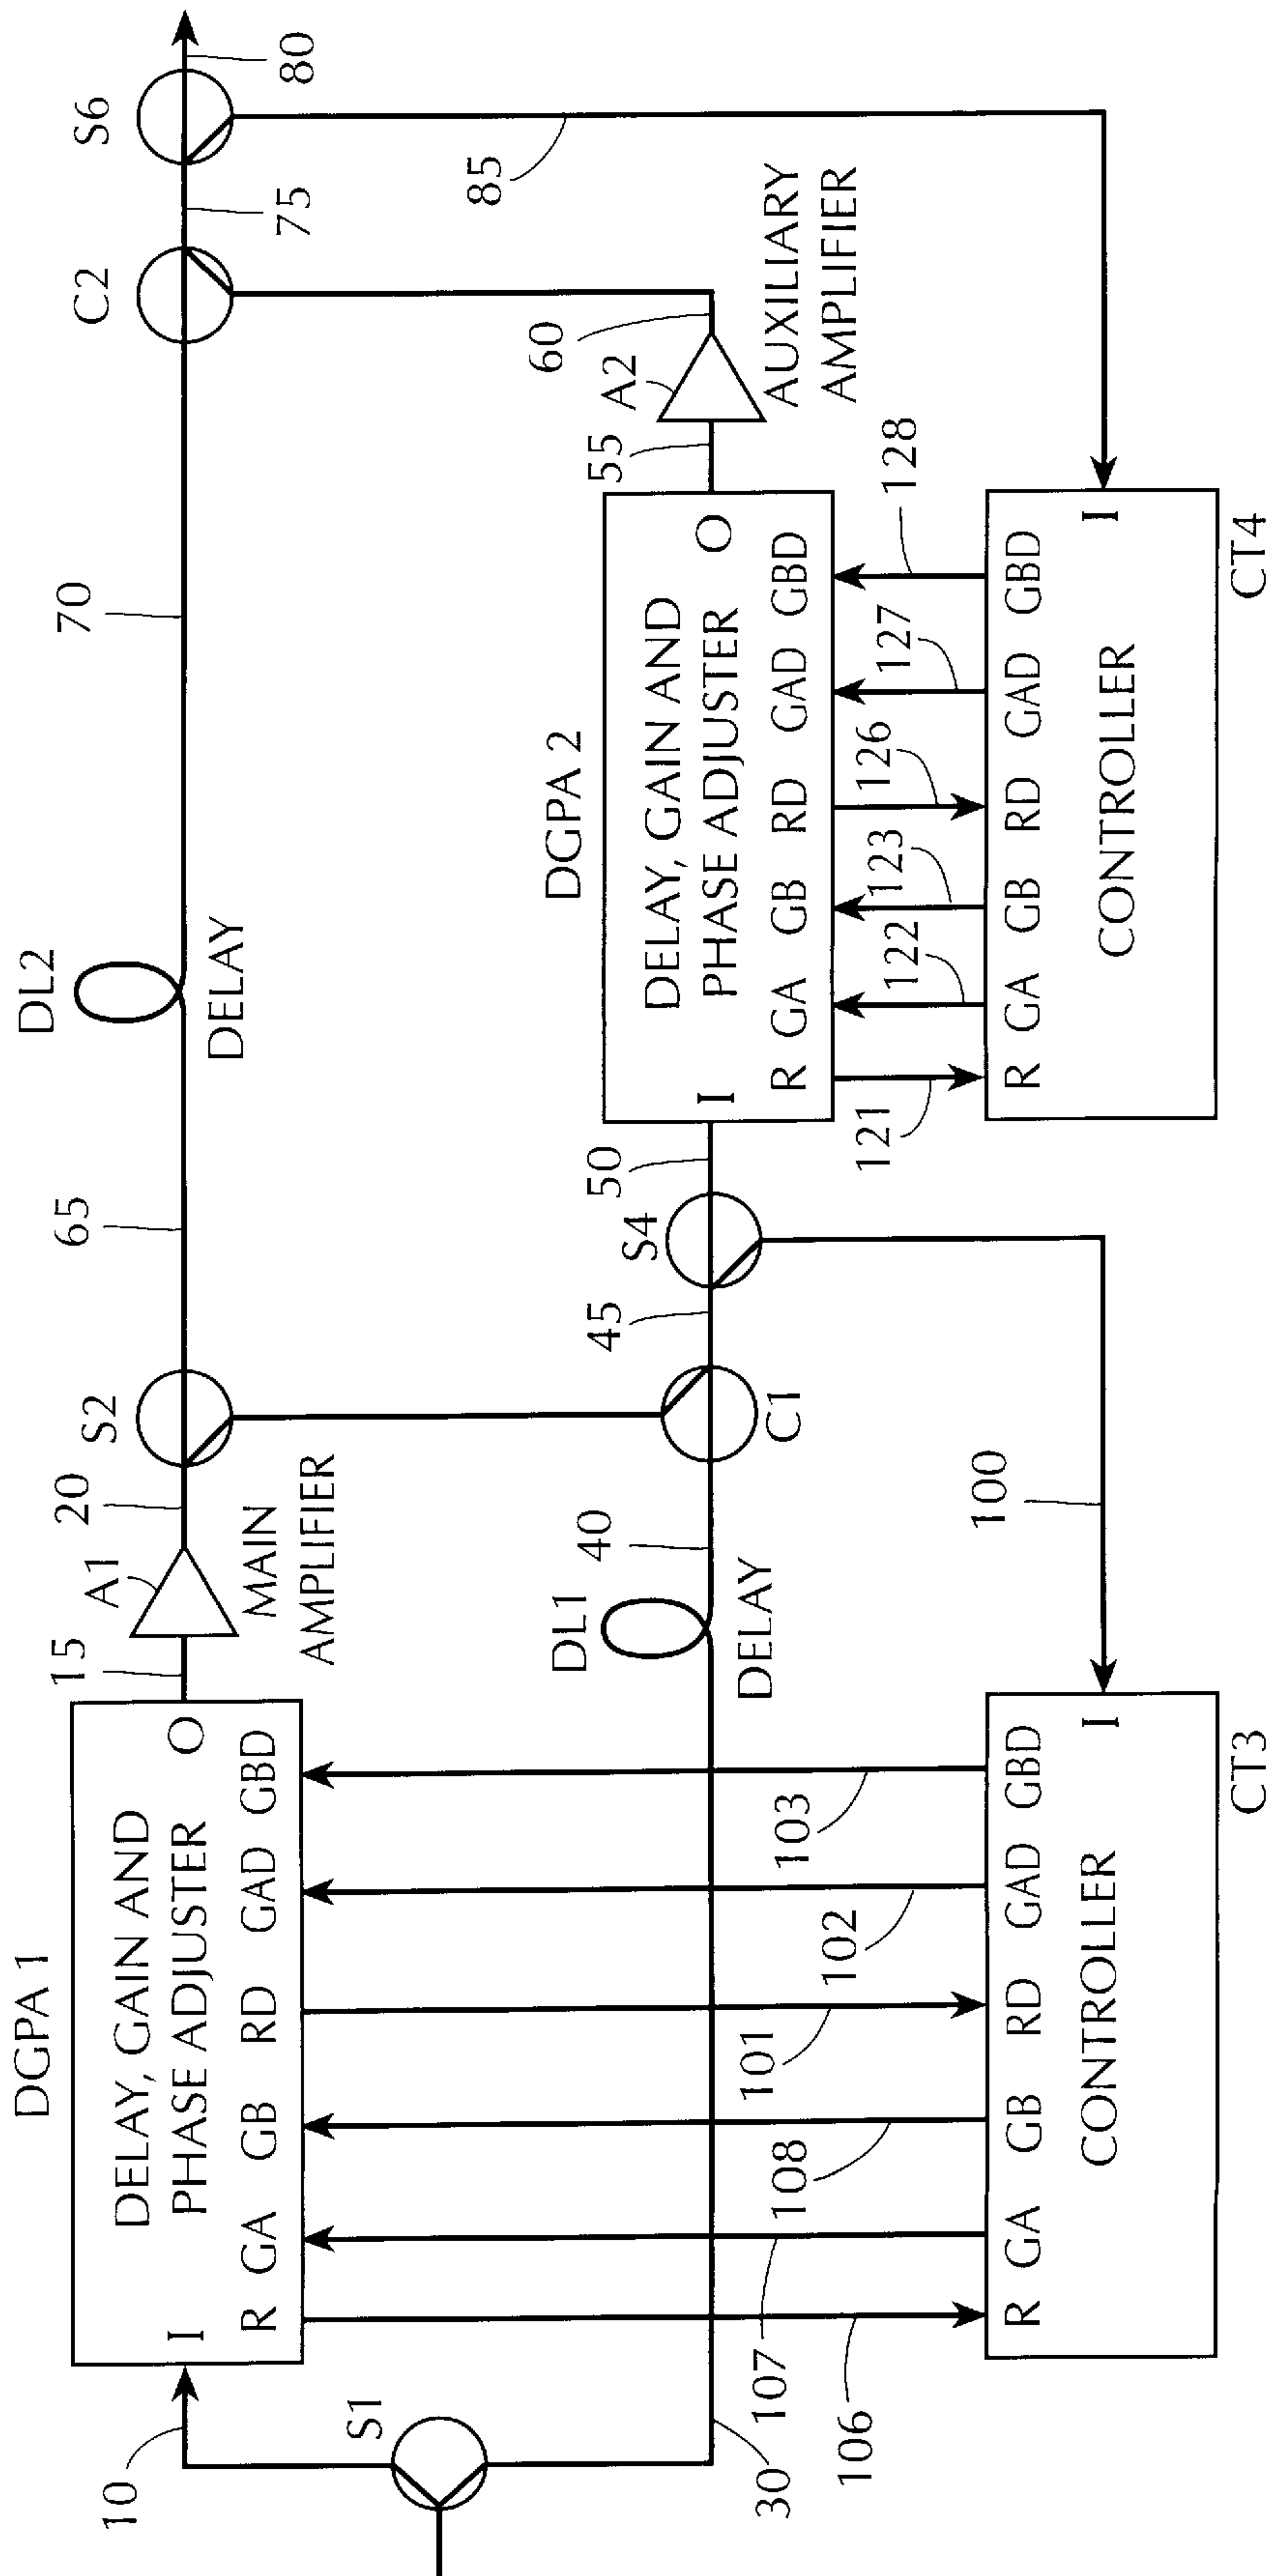 DGPA 1
DELAY, GAIN AND
PHASE ADJUSTER
I
O
R GA GB RD GAD GBD
10
S1
15
A1
MAIN
AMPLIFIER
20
S2
65
DL2
DELAY
70
C2
75
S6
80
85
30
DL1
DELAY
40
C1
45
S4
50
DGPA 2
DELAY, GAIN AND
PHASE ADJUSTER
I
O
R GA GB RD GAD GBD
55
A2
60
AUXILIARY
AMPLIFIER
106
107
108
101
102
103
100
121
122
123
126
127
128
R GA GB RD GAD GBD
I
CONTROLLER
CT3
R GA GB RD GAD GBD
I
CONTROLLER
CT4